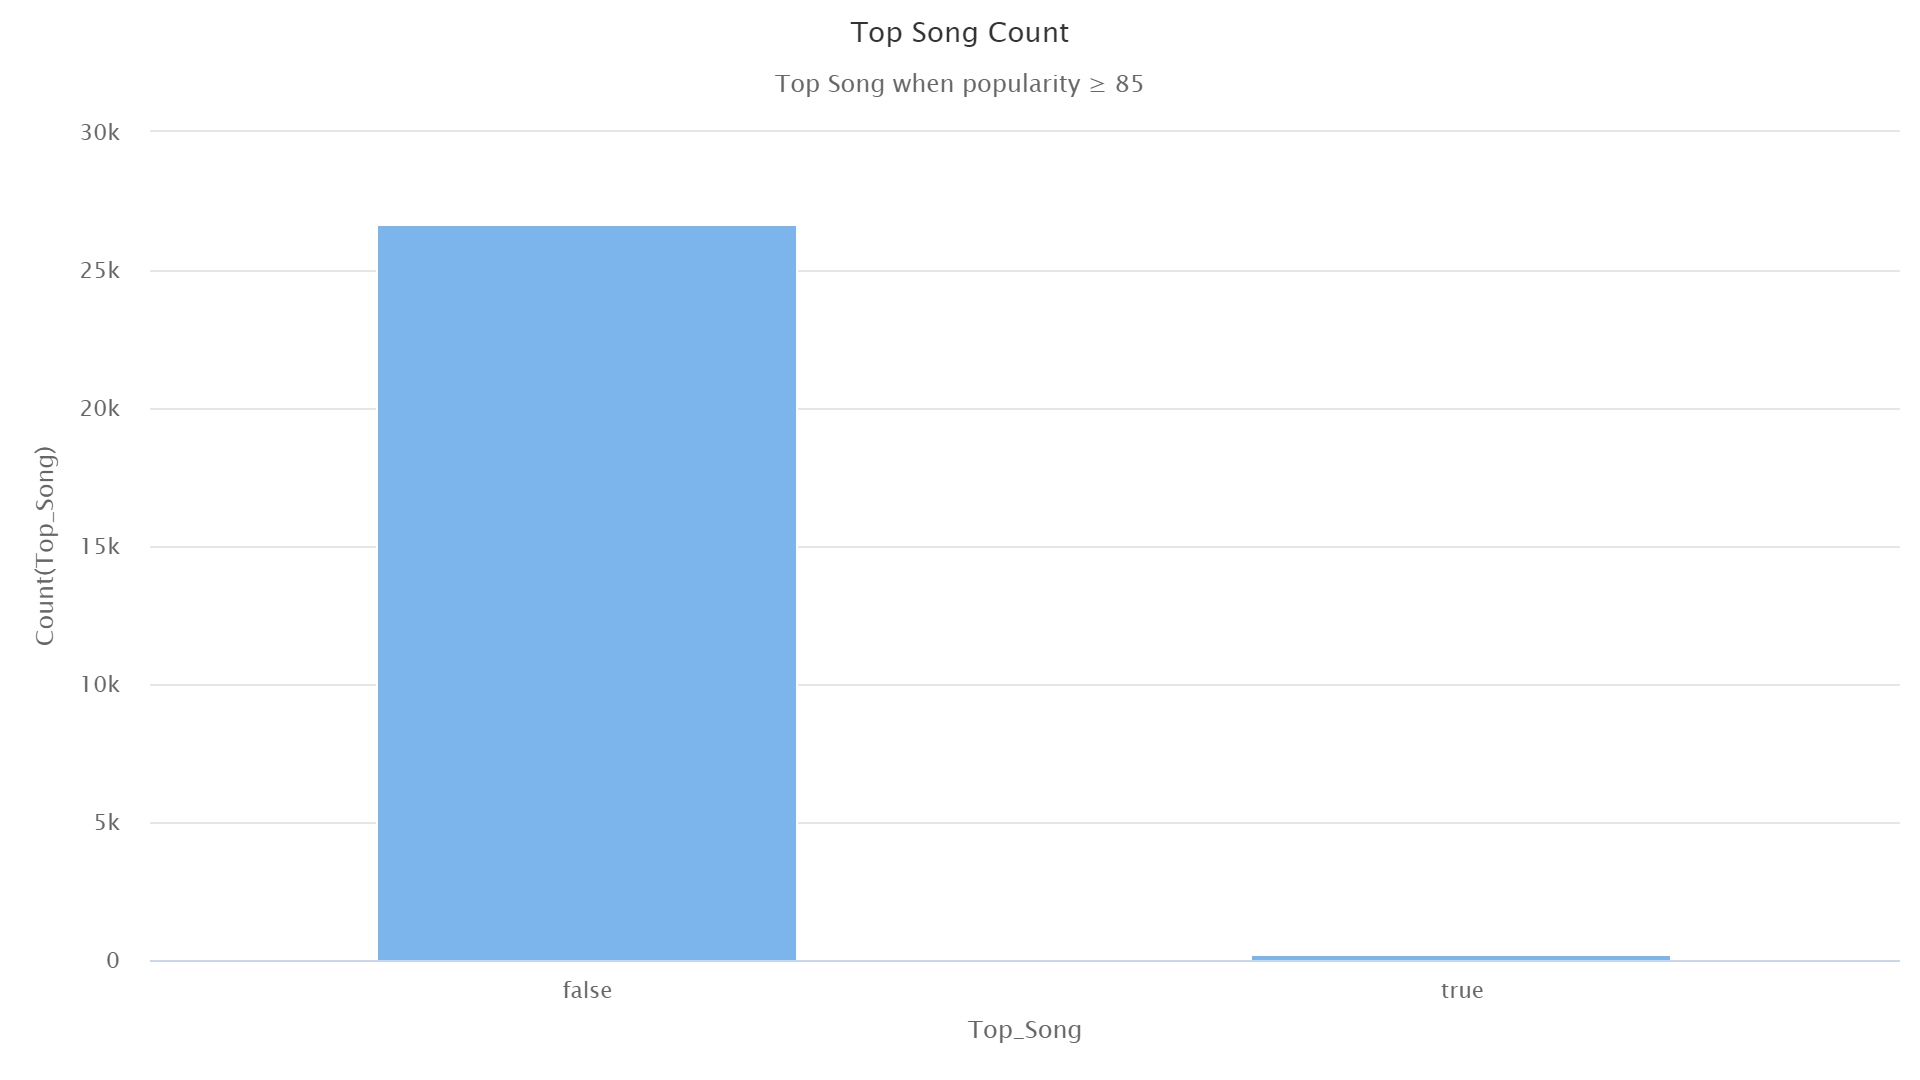 Top Song Count
Top Song when popularity ≥ 85
30k
25k
20k
15k
10k
5k
0
Count(Top_Song)
false
true
Top_Song